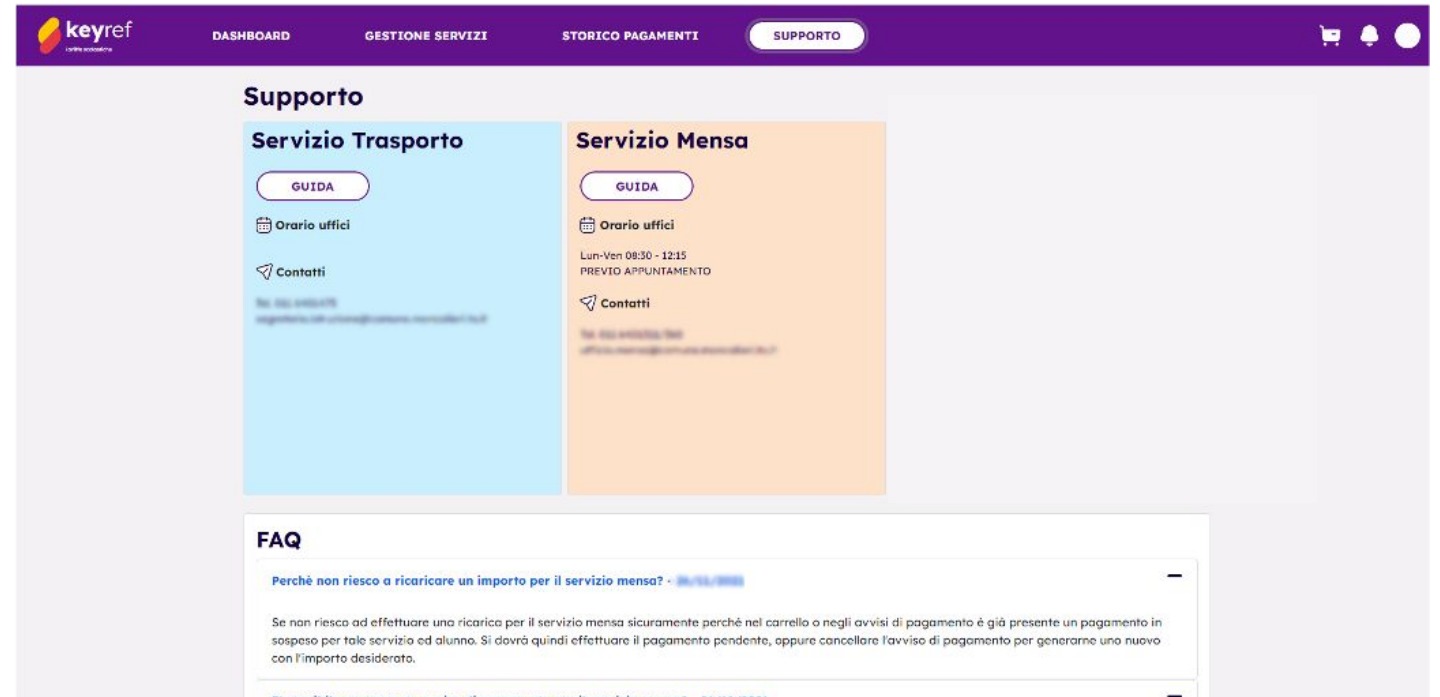 keyref
DASHBOARD
GESTIONE SERVIZI
STORICO PAGAMENTI
SUPPORTO
Supporto
Servizio Trasporto
GUIDA
Orario uffici
Contatti
Servizio Mensa
GUIDA
Orario uffici
Lun-Ven 08:30 - 12:15
PREVIO APPUNTAMENTO
Contatti
FAQ
Perchè non riesco a ricaricare un importo per il servizio mensa? -
Se non riesco ad effettuare una ricarica per il servizio mensa sicuramente perché nel carrello o negli avvisi di pagamento è già presente un pagamento in
sospeso per tale servizio ed alunno. Si dovrà quindi effettuare il pagamento pendente, oppure cancellare l'avviso di pagamento per generarne uno nuovo
con l'importo desiderato.